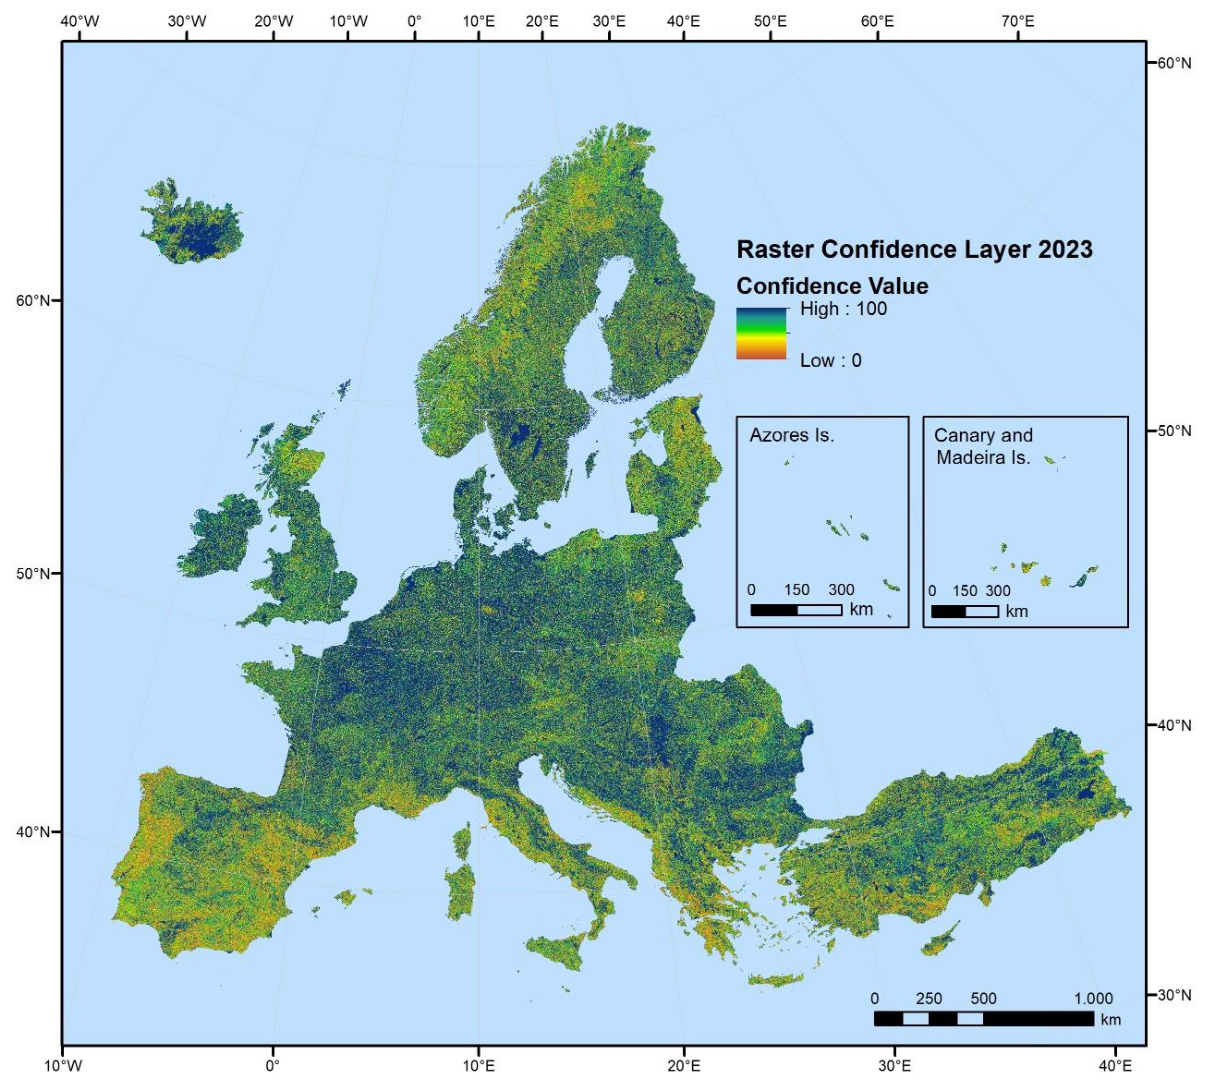 40°W 30°W 20°W 10°W 0° 10°E 20°E 30°E 40°E 50°E 60°E 70°E
60°N
Raster Confidence Layer 2023
Confidence Value
High : 100
Low : 0
60°N
50°N
Azores Is.
Canary and
Madeira Is.
50°N
0 150 300
km
0 150 300
km
40°N
40°N
30°N
0 250 500 1.000
km
10°W 0° 10°E 20°E 30°E 40°E